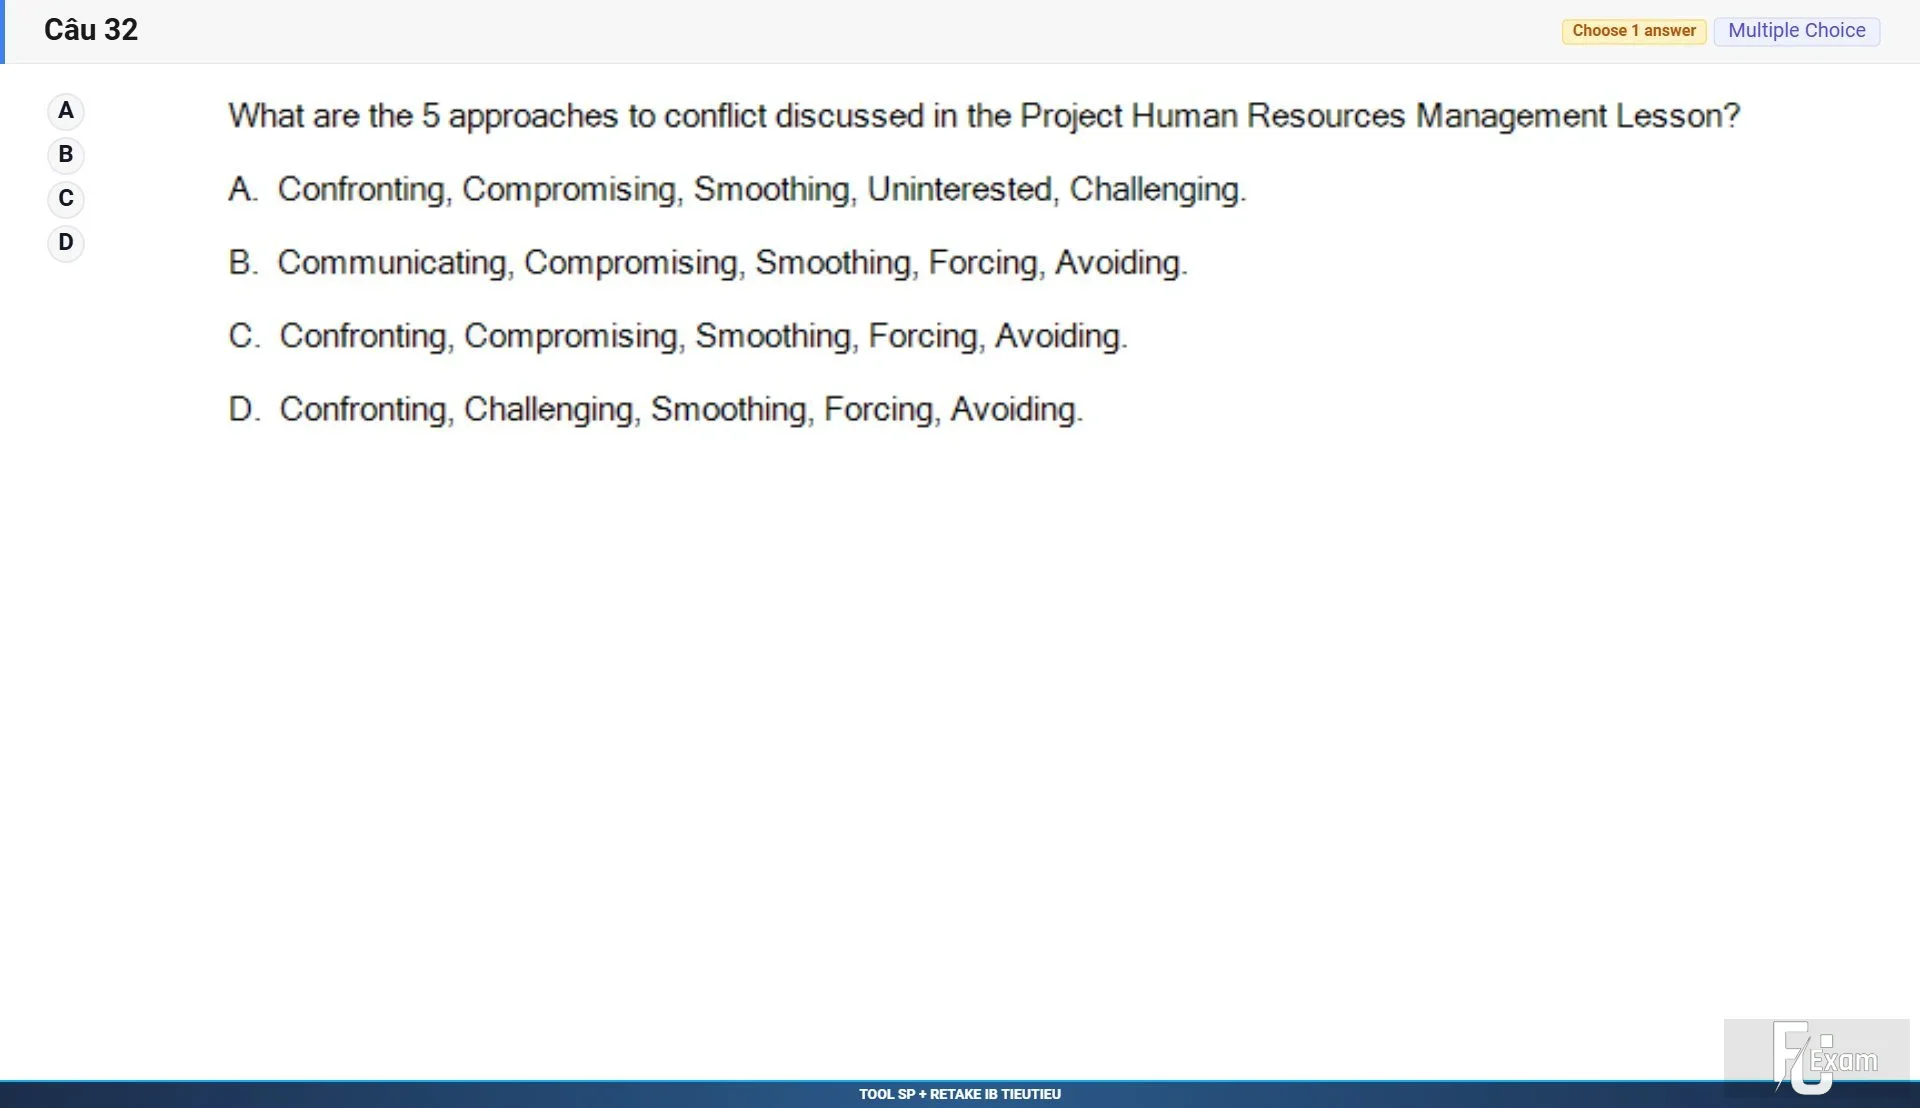 Câu 32
Choose 1 answer
Multiple Choice
A
B
C
D
What are the 5 approaches to conflict discussed in the Project Human Resources Management Lesson?
A. Confronting, Compromising, Smoothing, Uninterested, Challenging.
B. Communicating, Compromising, Smoothing, Forcing, Avoiding.
C. Confronting, Compromising, Smoothing, Forcing, Avoiding.
D. Confronting, Challenging, Smoothing, Forcing, Avoiding.
FU Exam
TOOL SP + RETAKE IB TIEUTIEU